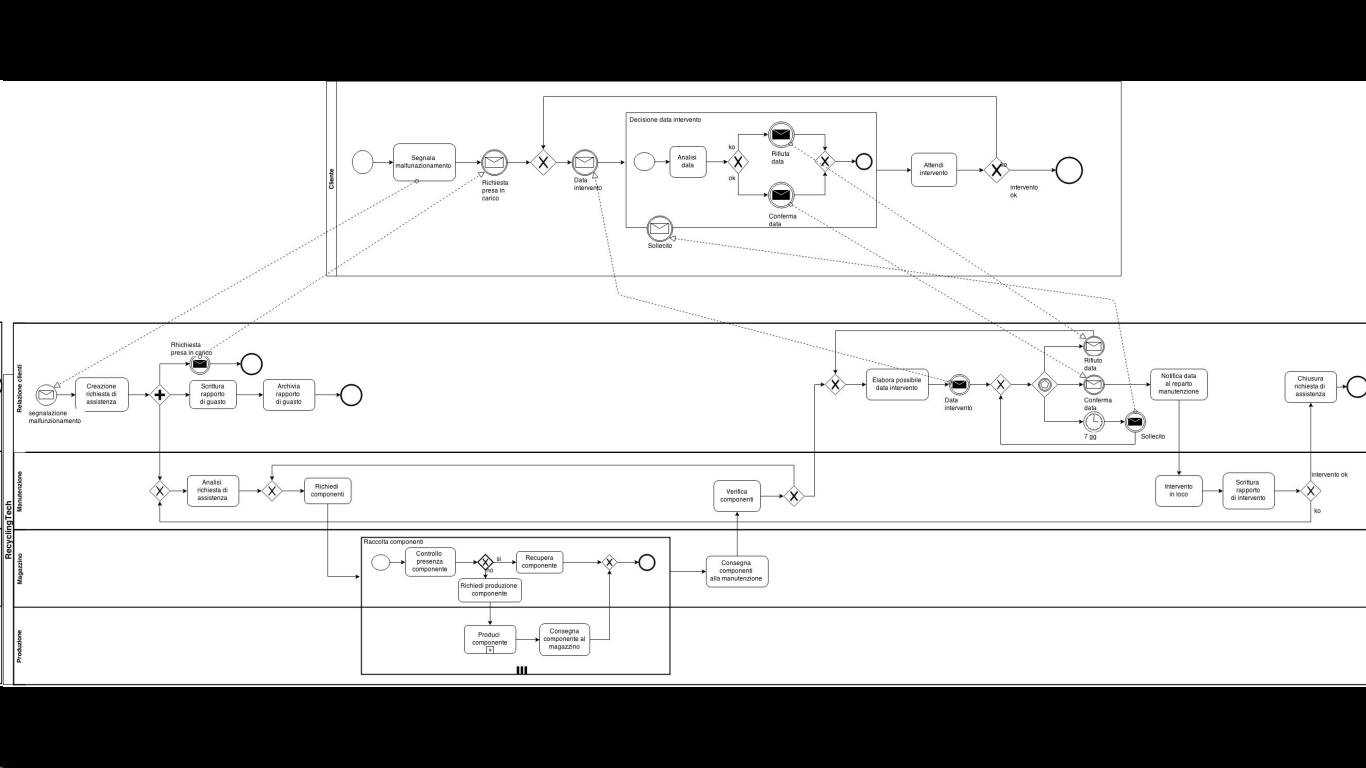 Cliente
Segnala
malfunzionamento
Richiesta
presa in
carico
Data
intervento
Decisione data intervento
Analisi
data
ko
ok
Rifiuta
data
Conferma
data
Sollecito
Attendi
intervento
ko
intervento
ok
RecyclingTech
Relazione clienti
segnalazione
malfunzionamento
Creazione
richiesta di
assistenza
Rhichiesta
presa in carico
Scrittura
rapporto
di guasto
Archivia
rapporto
di guasto
Elabora possibile
data intervento
Data
intervento
Rifiuto
data
Conferma
data
7 gg
Sollecito
Notifica data
al reparto
manutenzione
Chiusura
richiesta di
assistenza
Manutenzione
Analisi
richiesta di
assistenza
Richiedi
componenti
Verifica
componenti
Intervento
in loco
Scrittura
rapporto
di intervento
intervento ok
ko
Magazzino
Raccolta componenti
Controllo
presenza
componente
si
no
Recupera
componente
Richiedi produzione
componente
Consegna
componenti
alla manutenzione
Produzione
Produci
componente
Consegna
componente al
magazzino